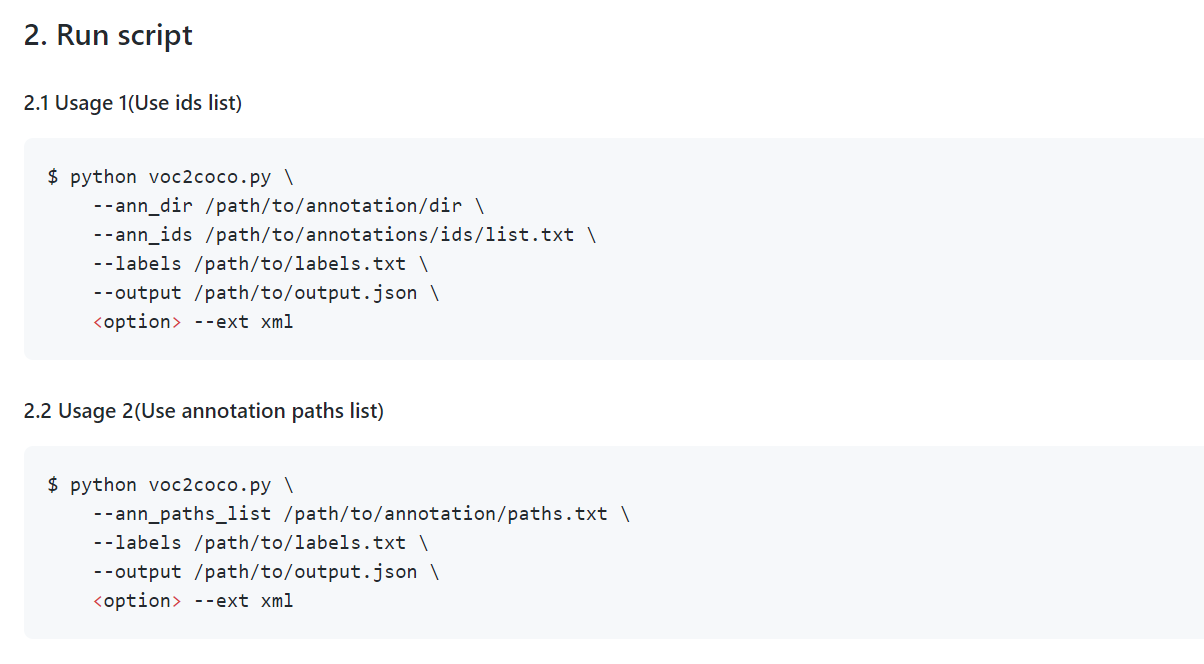 2. Run script
2.1 Usage 1(Use ids list)
$ python voc2coco.py \
--ann_dir /path/to/annotation/dir \
--ann_ids /path/to/annotations/ids/list.txt \
--labels /path/to/labels.txt \
--output /path/to/output.json \
<option> --ext xml
2.2 Usage 2(Use annotation paths list)
$ python voc2coco.py \
--ann_paths_list /path/to/annotation/paths.txt \
--labels /path/to/labels.txt \
--output /path/to/output.json \
<option> --ext xml